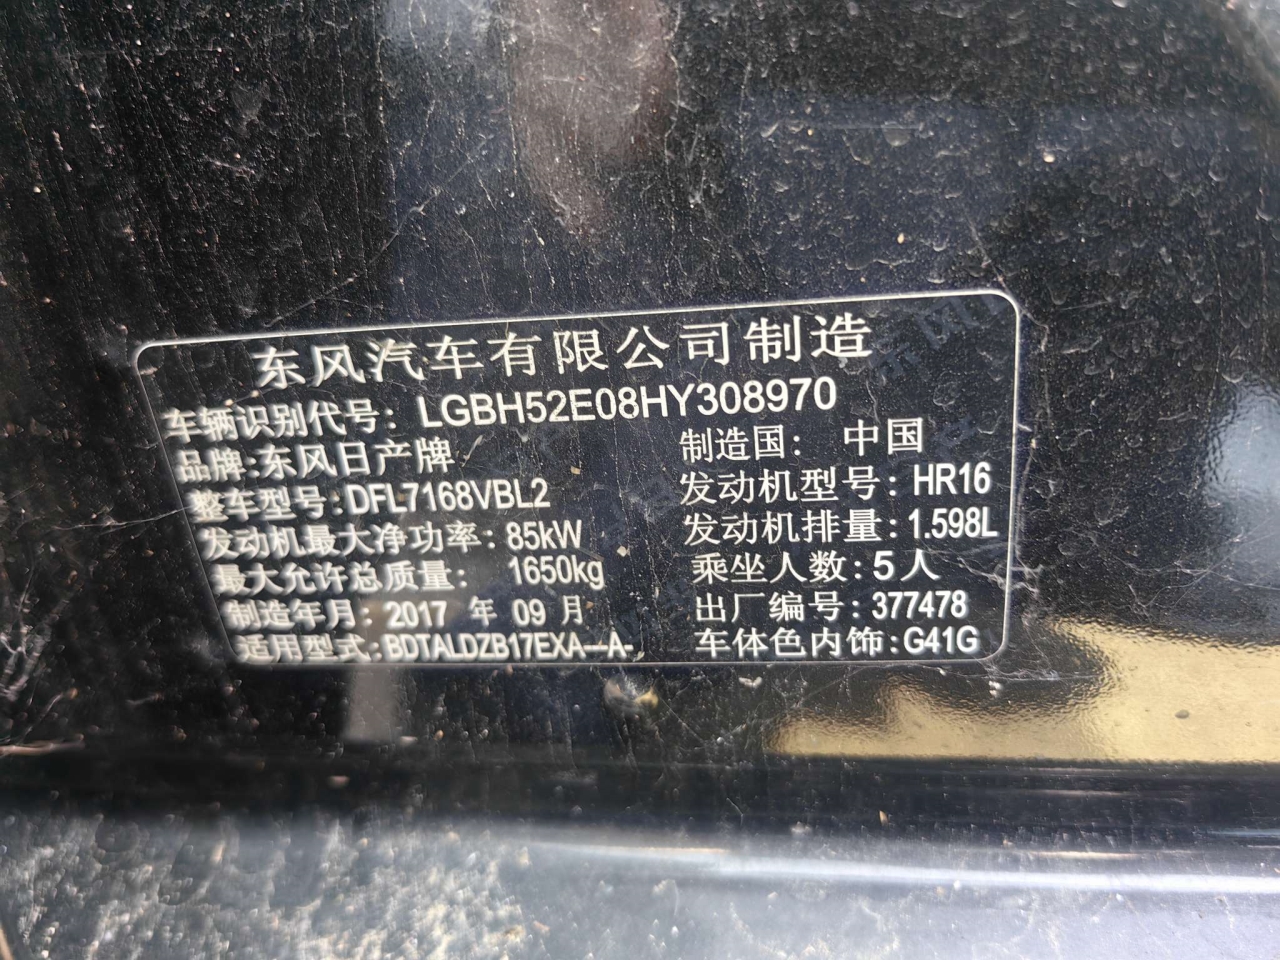 东风汽车有限公司制造
车辆识别代号: LGBH52E08HY308970
品牌:东风日产牌 制造国: 中国
整车型号:DFL7168VBL2 发动机型号:HR16
发动机最大净功率:85kW 发动机排量:1.598L
最大允许总质量: 1650kg 乘坐人数:5人
制造年月: 2017 年 09 月 出厂编号:377478
适用型式:BDTALDZB17EXA—A- 车体色内饰:G41G